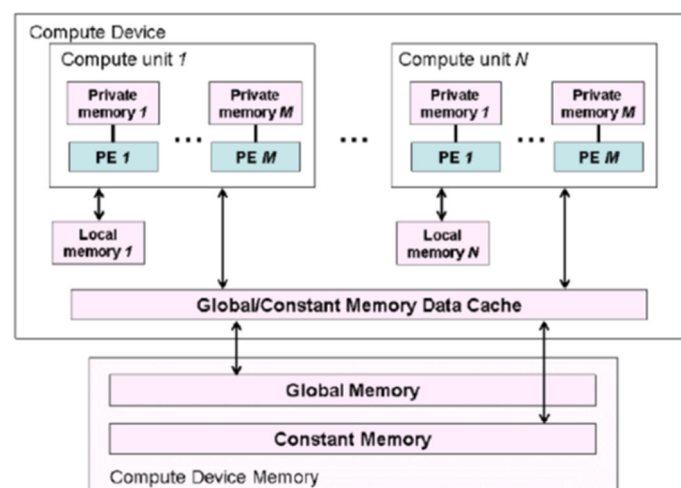 Compute Device
Compute unit 1
Compute unit N
Private
memory 1
Private
memory M
Private
memory 1
Private
memory M
PE 1
PE M
PE 1
PE M
Local
memory 1
Local
memory N
Global/Constant Memory Data Cache
Global Memory
Constant Memory
Compute Device Memory